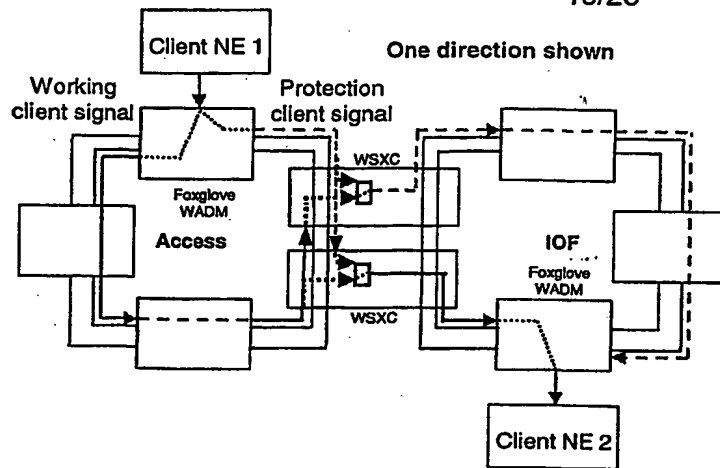 Client NE 1
One direction shown
Working
client signal
Protection
client signal
WSXC
Foxglove
WADM
Access
IOF
Foxglove
WADM
WSXC
Client NE 2